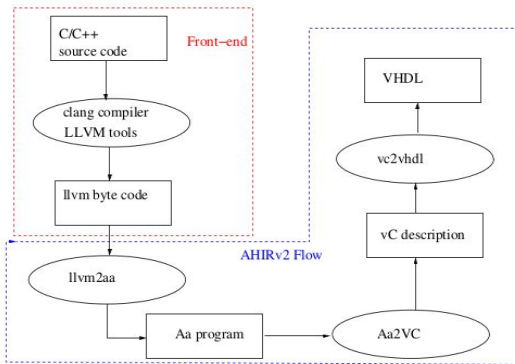 C/C++
source code
Front-end
clang compiler
LLVM tools
llvm byte code
AHIRv2 Flow
llvm2aa
Aa program
Aa2VC
vC description
vc2vhdl
VHDL